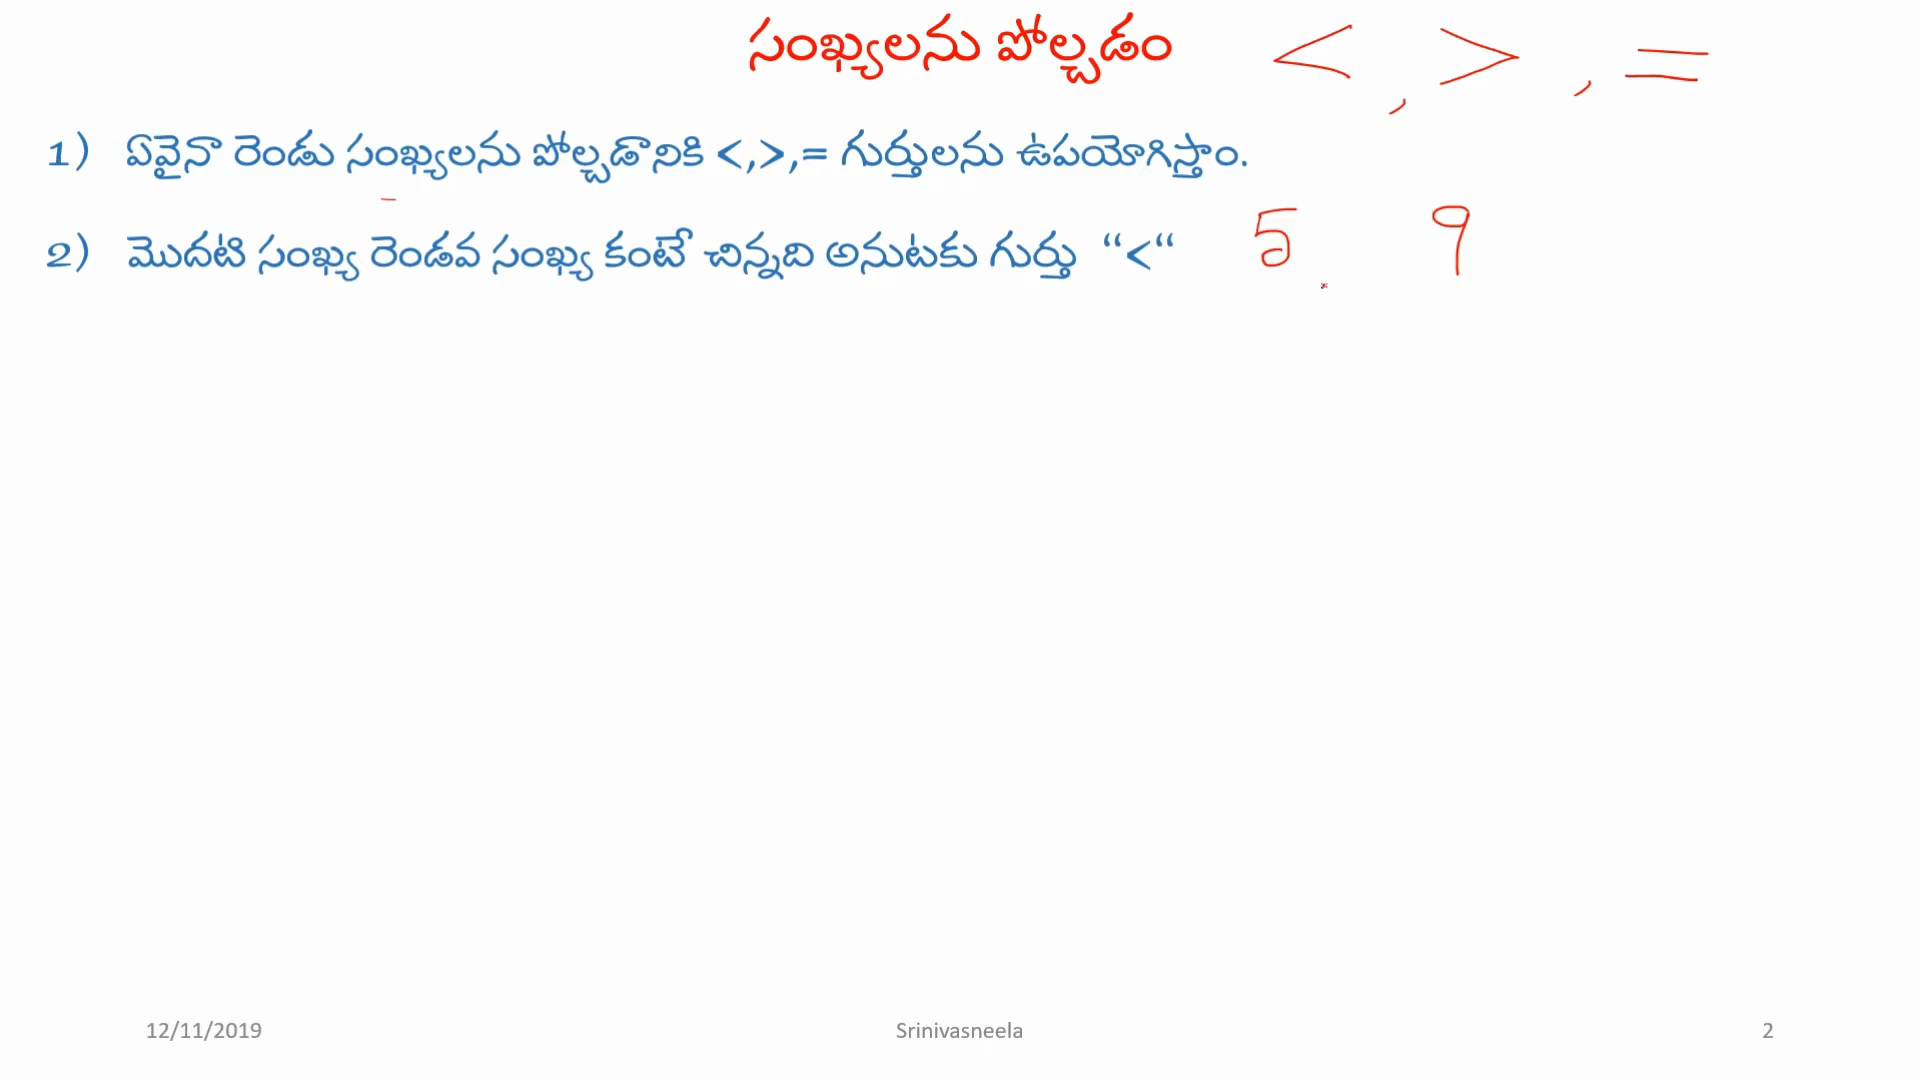 సంఖ్యలను పోల్చడం < , > , =
1) ఏవైనా రెండు సంఖ్యలను పోల్చడానికి <,>,= గుర్తులను ఉపయోగిస్తాం.
2) మొదటి సంఖ్య రెండవ సంఖ్య కంటే చిన్నది అనుటకు గుర్తు “<“ 5 9
12/11/2019 Srinivasneela 2